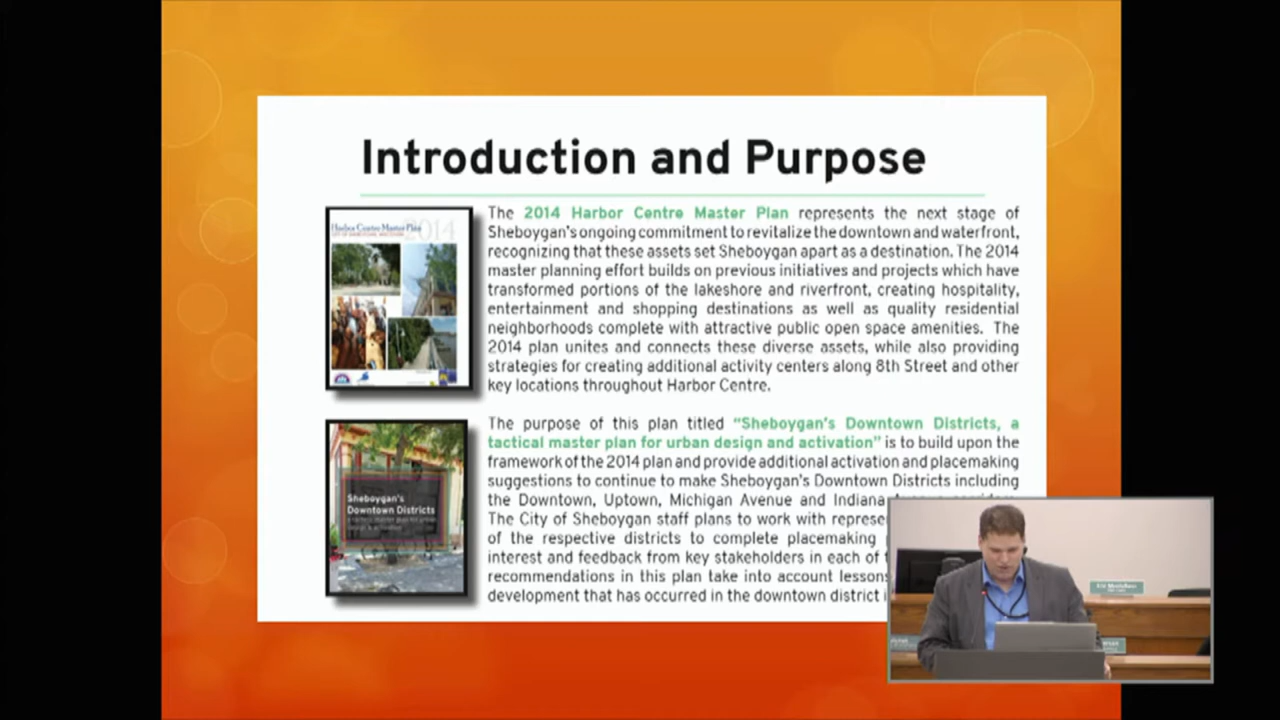 Introduction and Purpose
The 2014 Harbor Centre Master Plan represents the next stage of
Sheboygan's ongoing commitment to revitalize the downtown and waterfront,
recognizing that these assets set Sheboygan apart as a destination. The 2014
master planning effort builds on previous initiatives and projects which have
transformed portions of the lakeshore and riverfront, creating hospitality,
entertainment and shopping destinations as well as quality residential
neighborhoods complete with attractive public open space amenities. The
2014 plan unites and connects these diverse assets, while also providing
strategies for creating additional activity centers along 8th Street and other
key locations throughout Harbor Centre.
Harbor Centre Master Plan
2014
The purpose of this plan titled "Sheboygan's Downtown Districts, a
tactical master plan for urban design and activation" is to build upon the
framework of the 2014 plan and provide additional activation and placemaking
suggestions to continue to make Sheboygan's Downtown Districts including
the Downtown, Uptown, Michigan Avenue and Indiana
The City of Sheboygan staff plans to work with
of the respective districts to complete placemaking
interest and feedback from key stakeholders in each of
recommendations in this plan take into account lessons
development that has occurred in the downtown district
Sheboygan's
Downtown Districts